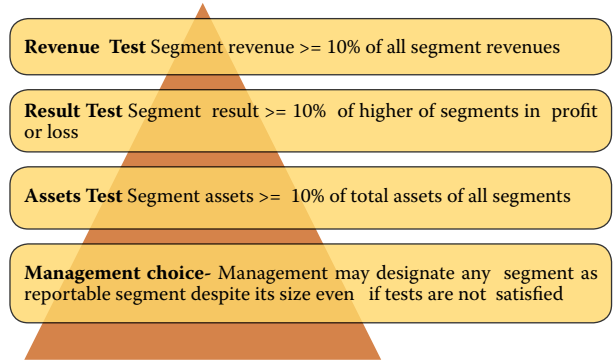 Revenue Test Segment revenue >= 10% of all segment revenues
Result Test Segment result >= 10% of higher of segments in profit
or loss
Assets Test Segment assets >= 10% of total assets of all segments
Management choice- Management may designate any segment as
reportable segment despite its size even if tests are not satisfied